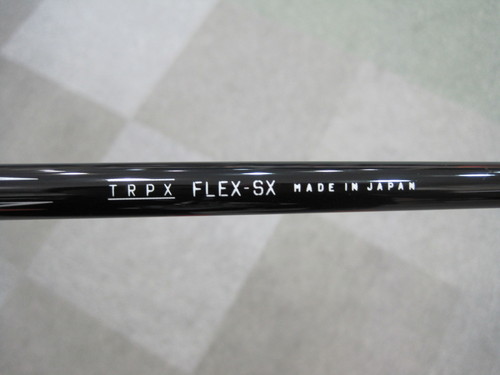 TRPX FLEX-SX MADE IN JAPAN